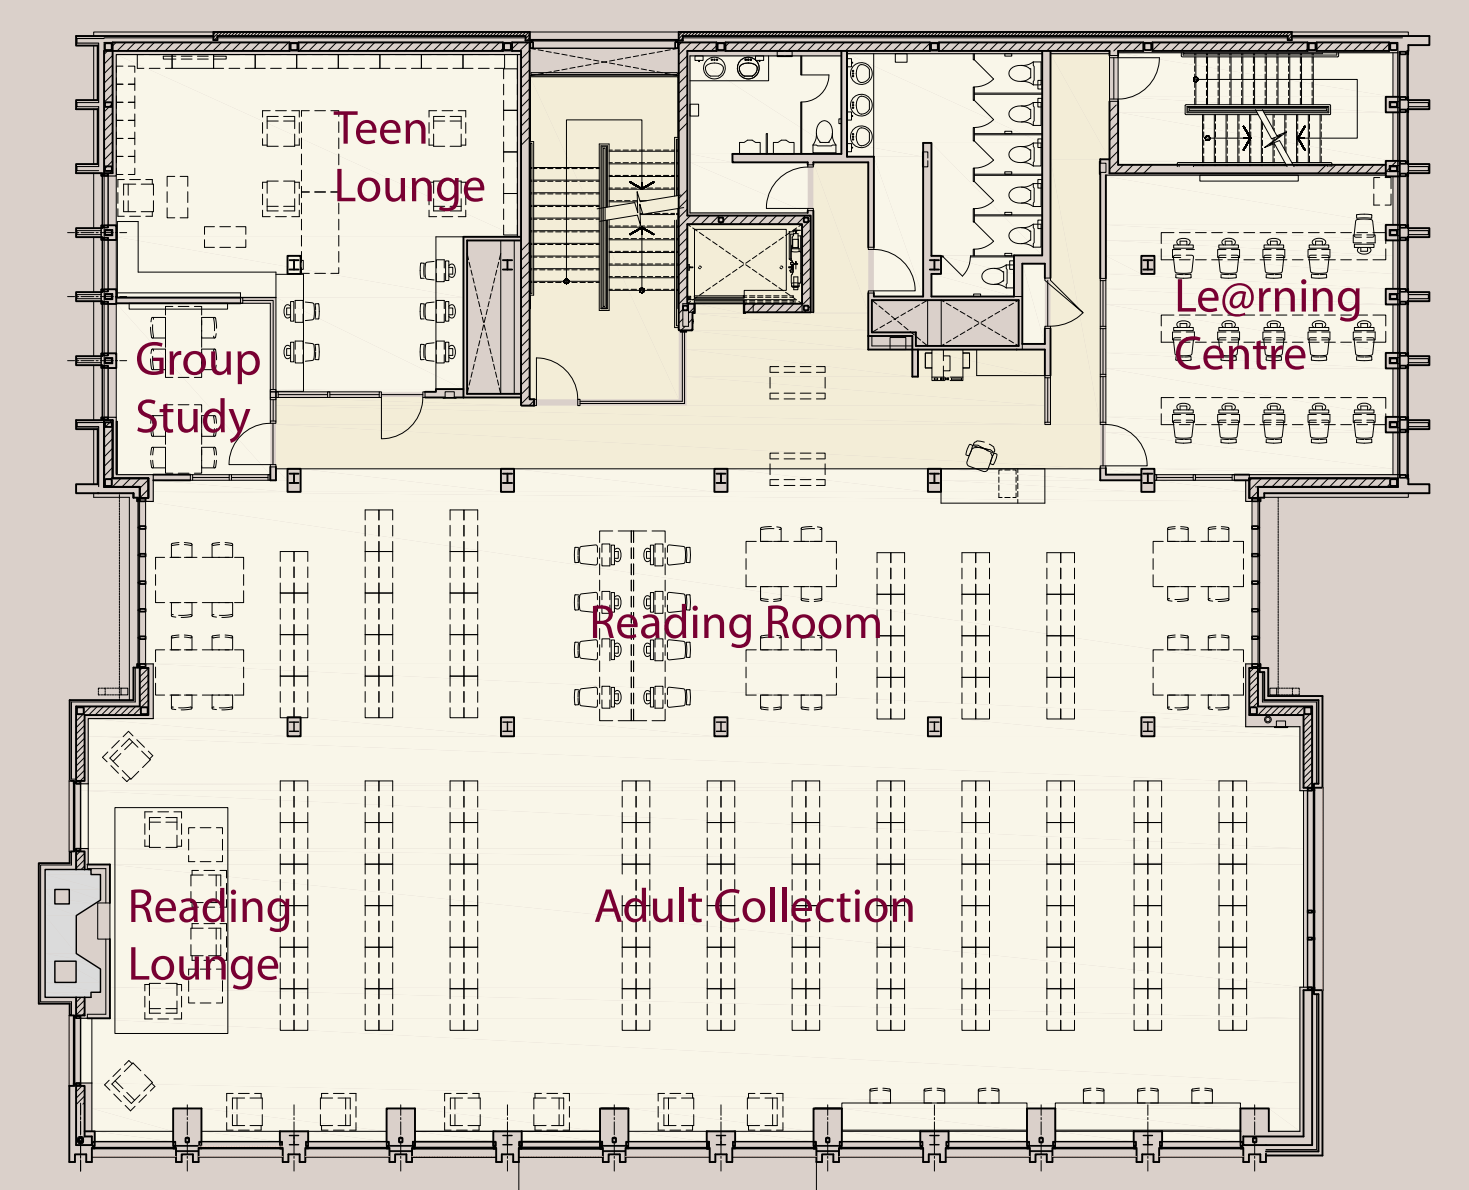 Teen
Lounge
Group
Study
Le@rning
Centre
Reading Room
Reading
Lounge
Adult Collection